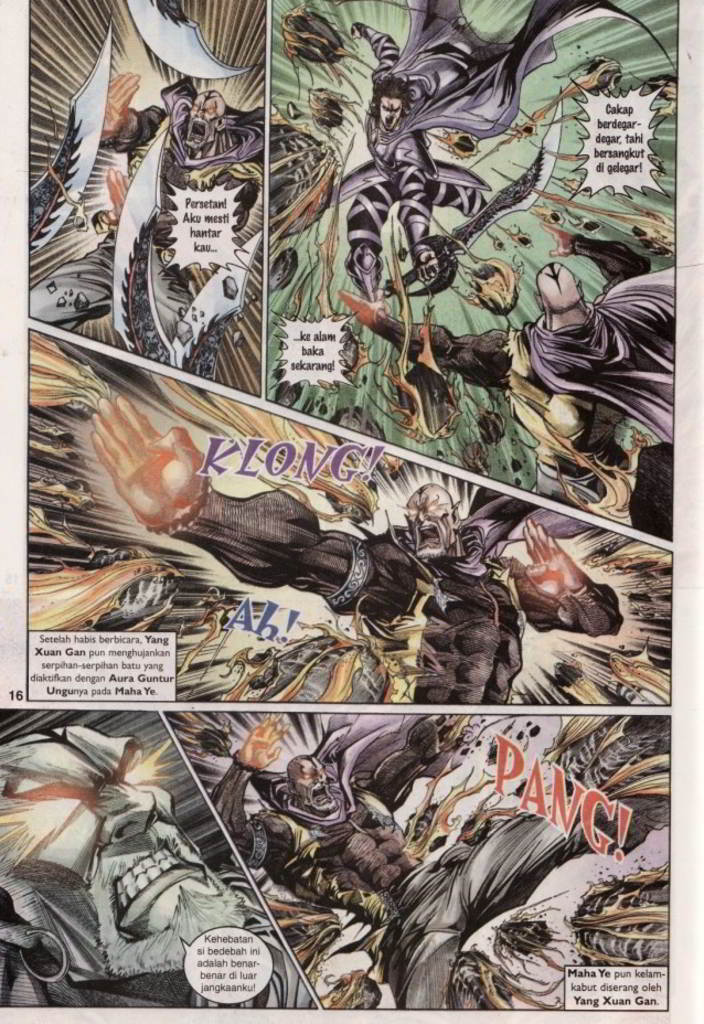 Persetan!
Aku mesti
hantar
kau...
Cakap
berdegar-
degar, tahi
bersangkut
di gelegar!
...ke alam
baka
sekarang!
KLONG!
Ah!
Setelah habis berbicara, Yang
Xuan Gan pun menghujankan
serpihan-serpihan batu yang
diaktifkan dengan Aura Guntur
Ungunya pada Maha Ye.
16
PANG!
Kehebatan
si bedebah ini
adalah benar-
benar di luar
jangkaanku!
Maha Ye pun kelam-
kabut diserang oleh
Yang Xuan Gan.